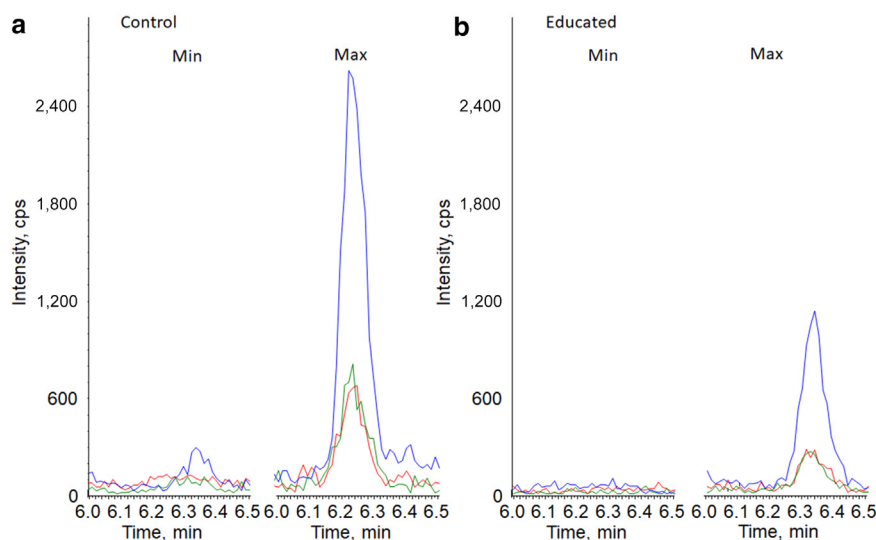 a Control b Educated
Min Max Min Max
Intensity, cps Intensity, cps
2,400 2,400
1,800 1,800
1,200 1,200
600 600
0 0
6.0 6.1 6.2 6.3 6.4 6.5 6.0 6.1 6.2 6.3 6.4 6.5 6.0 6.1 6.2 6.3 6.4 6.5 6.0 6.1 6.2 6.3 6.4 6.5
Time, min Time, min Time, min Time, min